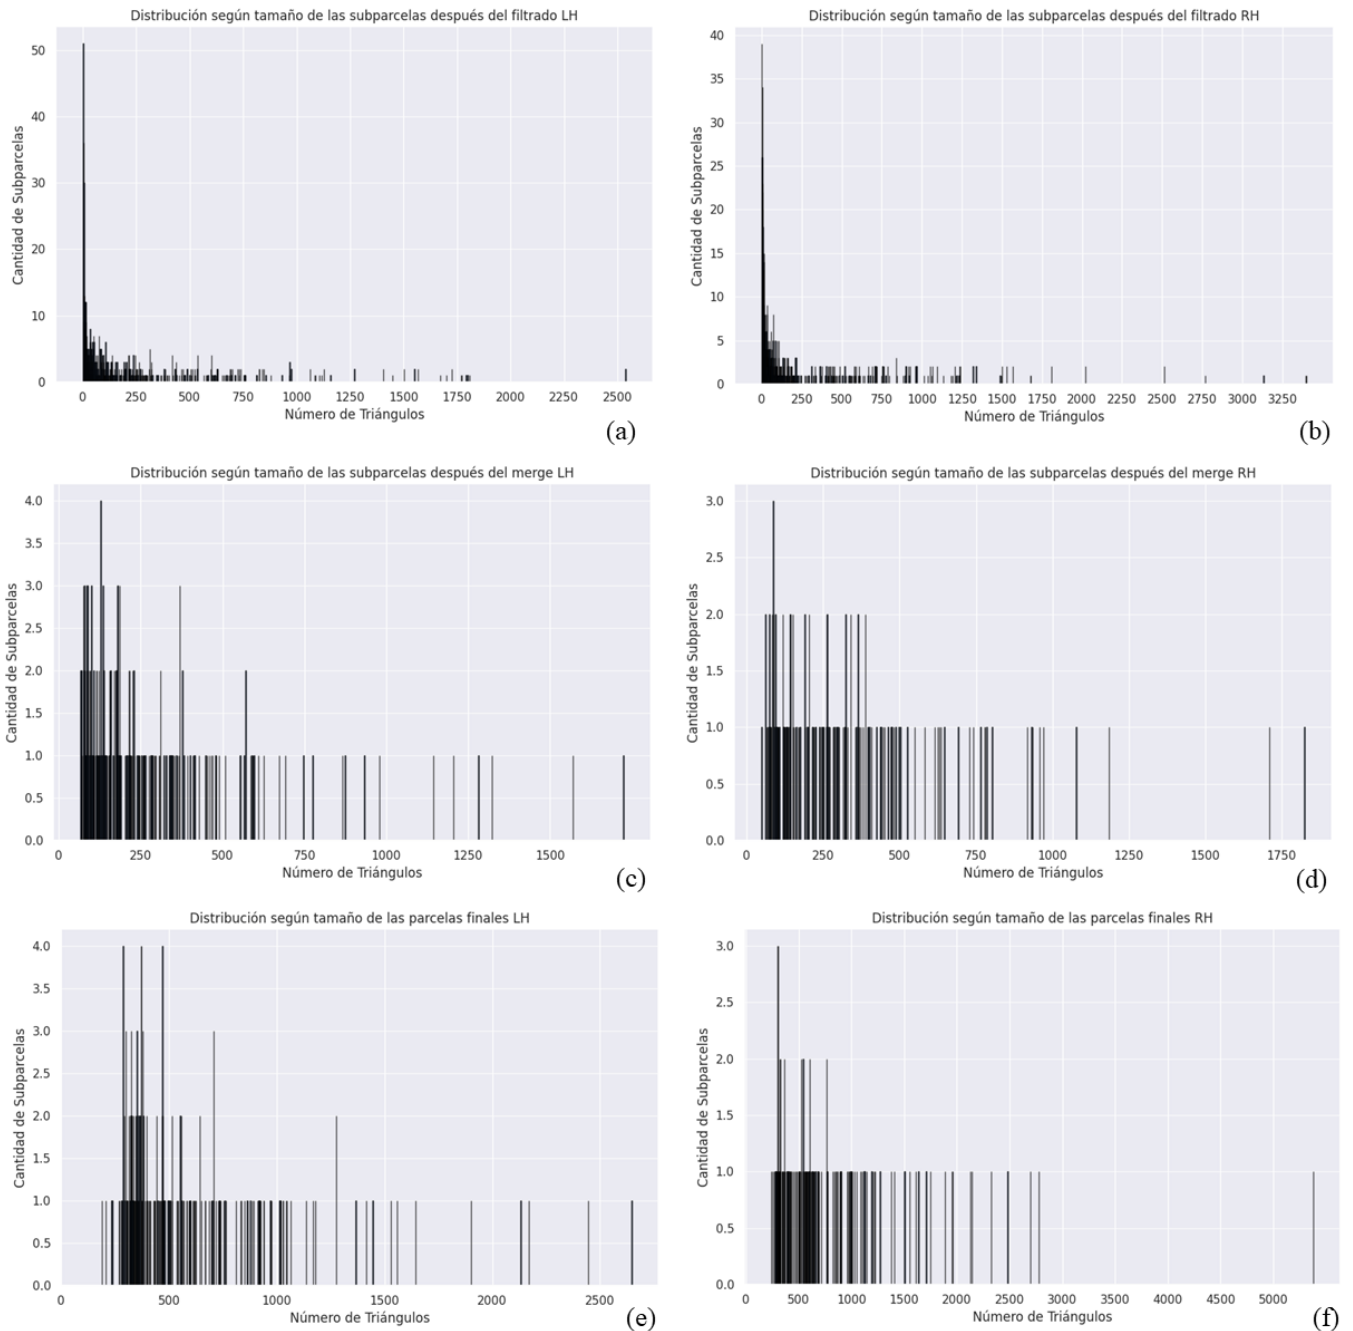 Distribución según tamaño de las subparcelas después del filtrado LH
Cantidad de Subparcelas
50
40
30
20
10
0
0 250 500 750 1000 1250 1500 1750 2000 2250 2500
Número de Triángulos
(a)
Distribución según tamaño de las subparcelas después del filtrado RH
Cantidad de Subparcelas
40
35
30
25
20
15
10
5
0
0 250 500 750 1000 1250 1500 1750 2000 2250 2500 2750 3000 3250
Número de Triángulos
(b)
Distribución según tamaño de las subparcelas después del merge LH
Cantidad de Subparcelas
4.0
3.5
3.0
2.5
2.0
1.5
1.0
0.5
0.0
0 250 500 750 1000 1250 1500
Número de Triángulos
(c)
Distribución según tamaño de las subparcelas después del merge RH
Cantidad de Subparcelas
3.0
2.5
2.0
1.5
1.0
0.5
0.0
0 250 500 750 1000 1250 1500 1750
Número de Triángulos
(d)
Distribución según tamaño de las parcelas finales LH
Cantidad de Subparcelas
4.0
3.5
3.0
2.5
2.0
1.5
1.0
0.5
0.0
0 500 1000 1500 2000 2500
Número de Triángulos
(e)
Distribución según tamaño de las parcelas finales RH
Cantidad de Subparcelas
3.0
2.5
2.0
1.5
1.0
0.5
0.0
0 500 1000 1500 2000 2500 3000 3500 4000 4500 5000
Número de Triángulos
(f)